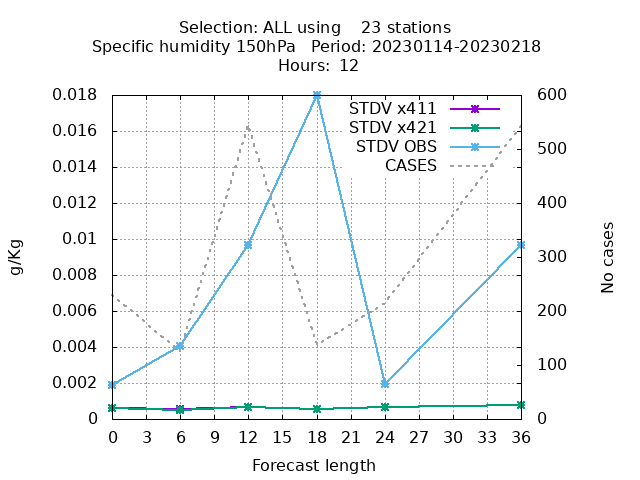 Selection: ALL using    23 stations
Specific humidity 150hPa   Period: 20230114-20230218
Hours:  12
STDV x411
STDV x421
STDV OBS
CASES
0.018
0.016
0.014
0.012
0.01
0.008
0.006
0.004
0.002
0
600
500
400
300
200
100
0
g/Kg
No cases
0 3 6 9 12 15 18 21 24 27 30 33 36
Forecast length